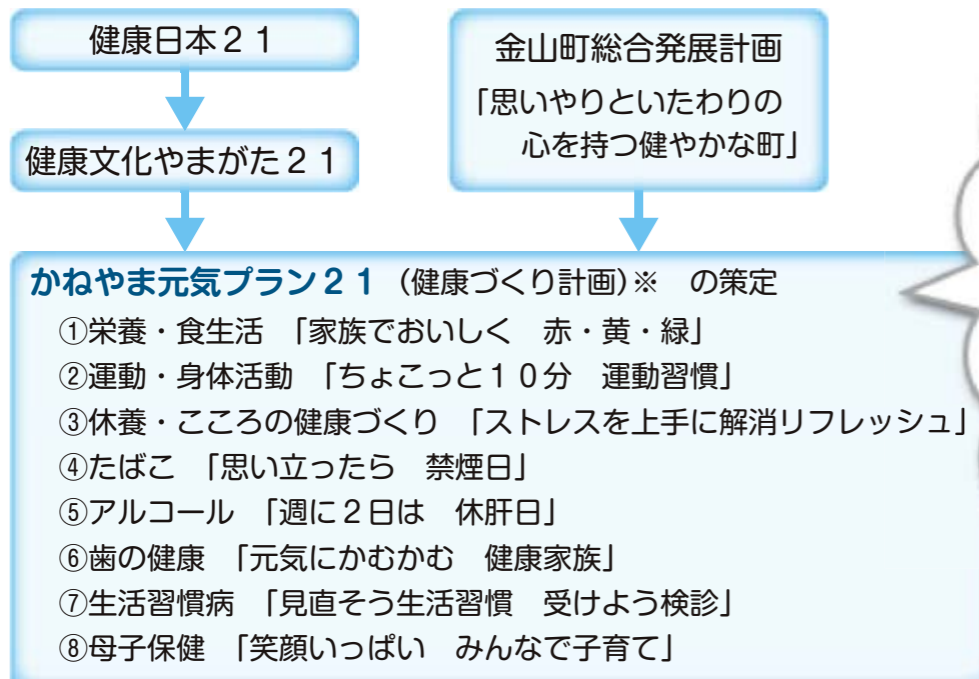 健康日本２１
健康文化やまがた２１
金山町総合発展計画
「思いやりといたわりの
心を持つ健やかな町」
かねやま元気プラン２１（健康づくり計画）※　の策定
①栄養・食生活　「家族でおいしく　赤・黄・緑」
②運動・身体活動　「ちょこっと１０分　運動習慣」
③休養・こころの健康づくり　「ストレスを上手に解消リフレッシュ」
④たばこ　「思い立ったら　禁煙日」
⑤アルコール　「週に２日は　休肝日」
⑥歯の健康　「元気にかむかむ　健康家族」
⑦生活習慣病　「見直そう生活習慣　受けよう検診」
⑧母子保健　「笑顔いっぱい　みんなで子育て」